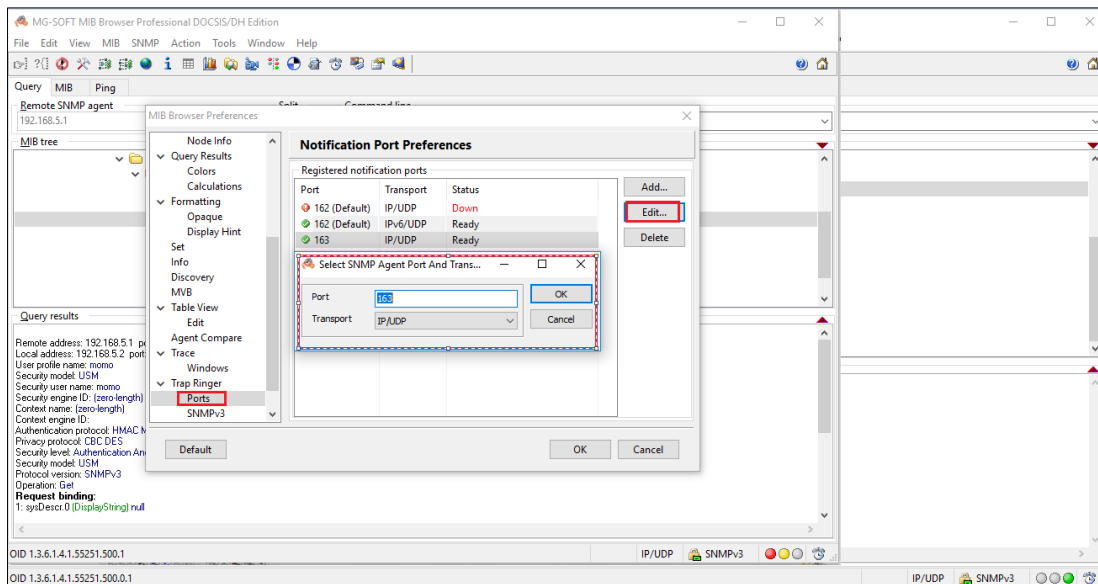 MG-SOFT MIB Browser Professional DOCSIS/DH Edition
File Edit View MIB SNMP Action Tools Window Help
Query MIB Ping
Remote SNMP agent
192.168.5.1
MIB tree
MIB Browser Preferences
Node Info
Query Results
Colors
Calculations
Formatting
Opaque
Display Hint
Set
Info
Discovery
MVB
Table View
Edit
Agent Compare
Trace
Windows
Trap Ringer
Ports
SNMPv3
Notification Port Preferences
Registered notification ports
Port Transport Status
162 (Default) IP/UDP Down
162 (Default) IPv6/UDP Ready
163 IP/UDP Ready
Add...
Edit...
Delete
Select SNMP Agent Port And Trans...
Port 163
Transport IP/UDP
OK
Cancel
Default OK Cancel
Query results
Remote address: 192.168.5.1
Local address: 192.168.5.2 port:
User profile name: momo
Security model: USM
Security user name: momo
Security engine ID: (zero-length)
Context name: (zero-length)
Context engine ID:
Authentication protocol: HMAC
Privacy protocol: CBC DES
Security level: Authentication
Security model: USM
Protocol version: SNMPv3
Operation: Get
Request binding:
1: sysDescr.0 (DisplayString) null
OID 1.3.6.1.4.1.55251.500.1 IP/UDP SNMPv3
OID 1.3.6.1.4.1.55251.500.0.1 IP/UDP SNMPv3